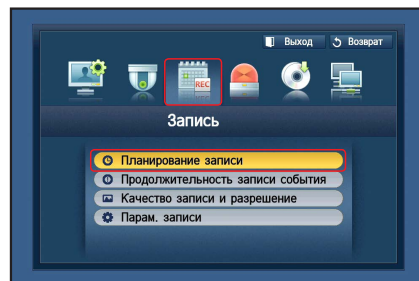 Выход
Возврат
REC
Запись
Планирование записи
Продолжительность записи события
Качество записи и разрешение
Парам. записи